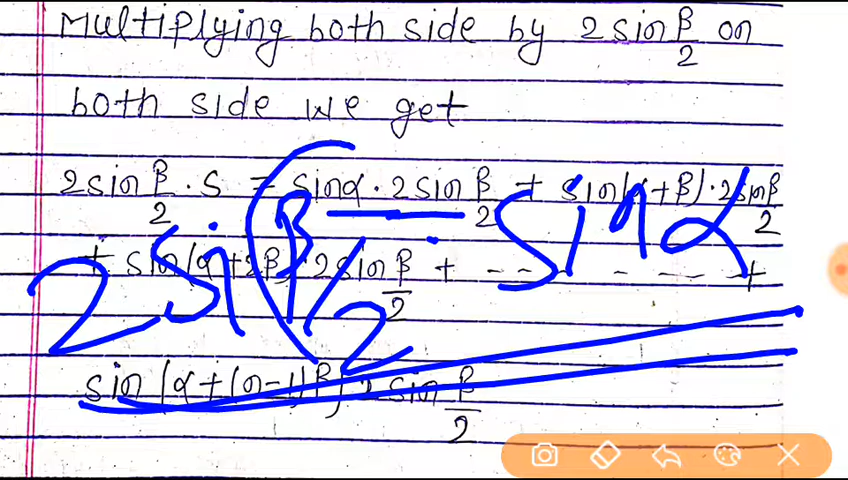 Multiplying both side by 2 sin β/2 on
both side we get
2 sin β/2 · S = sinα · 2 sin β/2 + sin(α+β) · 2 sin β/2
+ sin(α+2β) 2 sin β/2 + - - - - - - +
sin(α+(n-1)β) 2 sin β/2
2 sin β/2 sin α